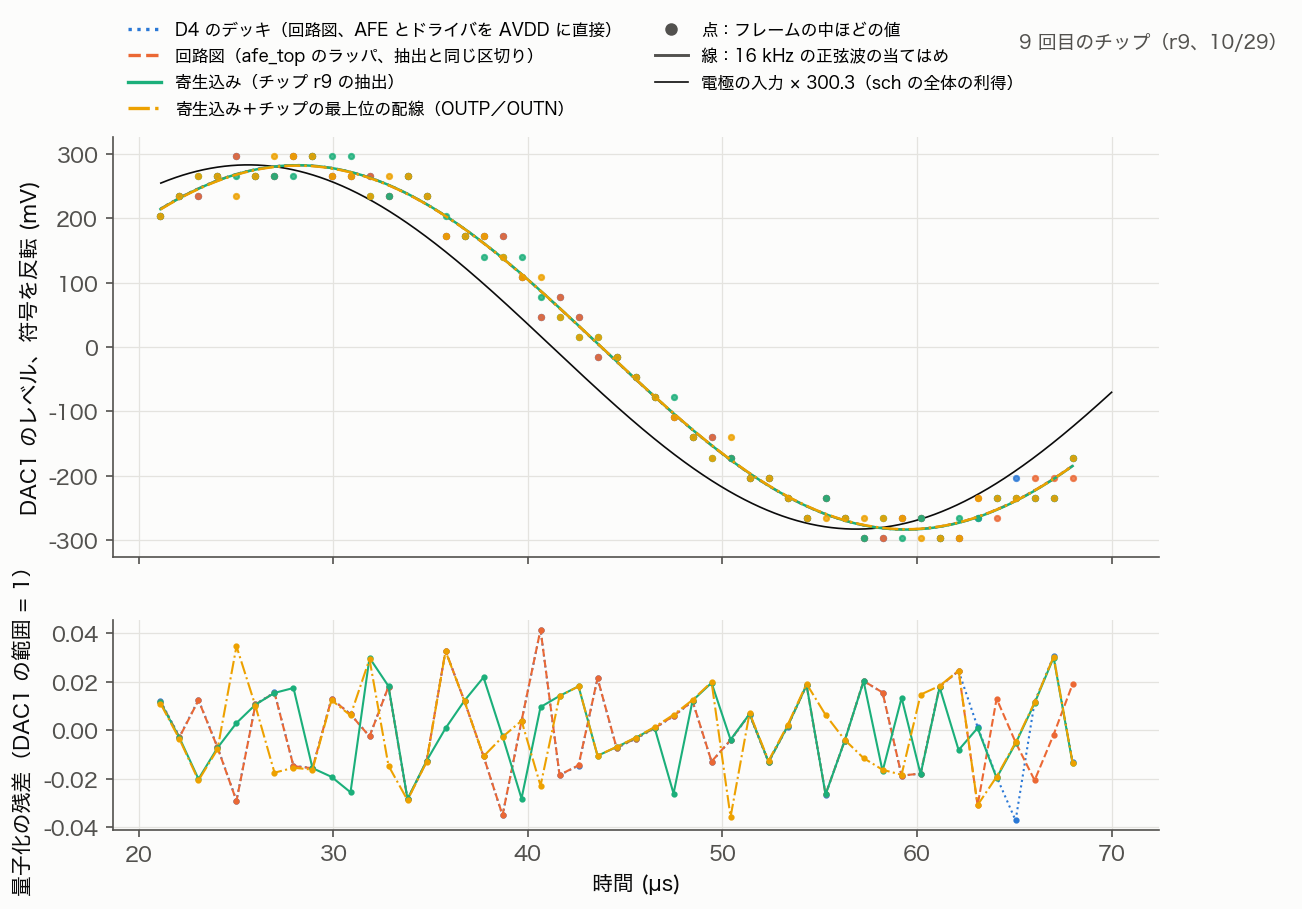 D4 のデッキ（回路図、AFE とドライバを AVDD に直接）
回路図（afe_top のラッパ、抽出と同じ区切り）
寄生込み（チップ r9 の抽出）
寄生込み＋チップの最上位の配線（OUTP／OUTN）
点：フレームの中ほどの値
線：16 kHz の正弦波の当てはめ
電極の入力 × 300.3（sch の全体の利得）
9 回目のチップ（r9、10/29）
DAC1 のレベル、符号を反転 (mV)
300
200
100
0
-100
-200
-300
量子化の残差（DAC1 の範囲 = 1）
0.04
0.02
0.00
-0.02
-0.04
20
30
40
50
60
70
時間 (µs)